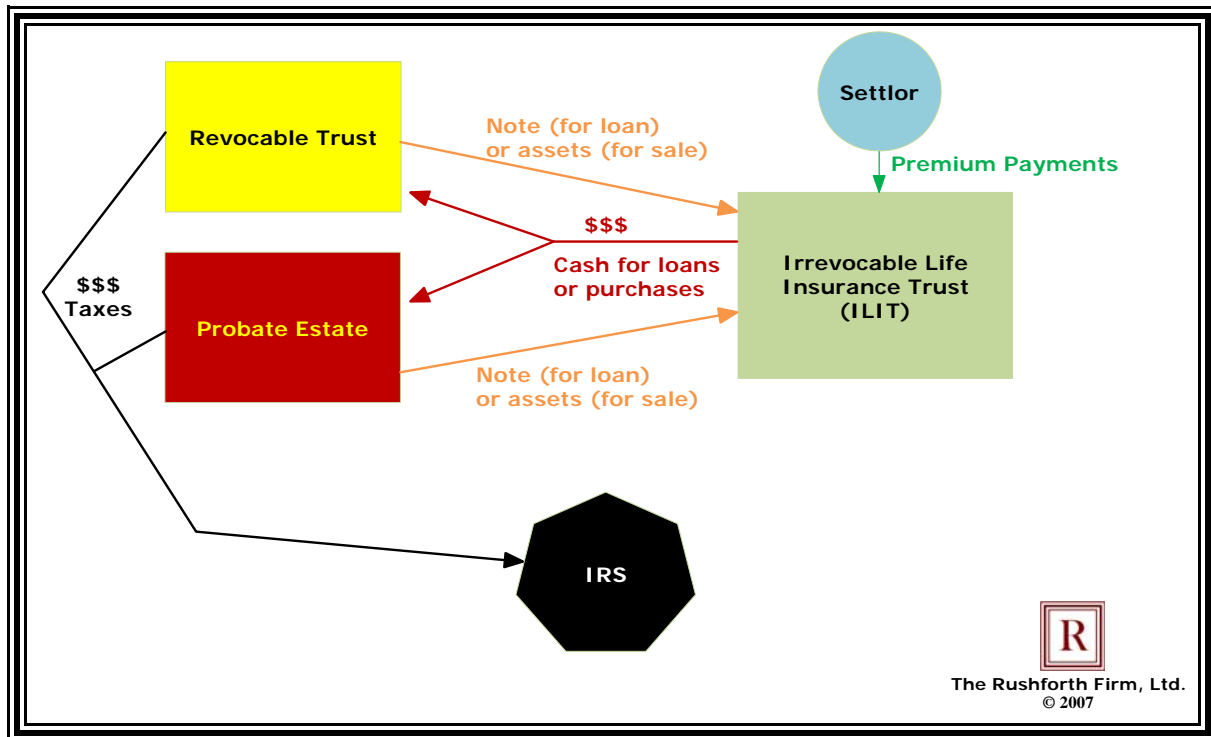 Settlor
Revocable Trust
Note (for loan)
or assets (for sale)
Premium Payments
$$$
Cash for loans
or purchases
Irrevocable Life
Insurance Trust
(ILIT)
$$$
Taxes
Probate Estate
Note (for loan)
or assets (for sale)
IRS
R
The Rushforth Firm, Ltd.
© 2007